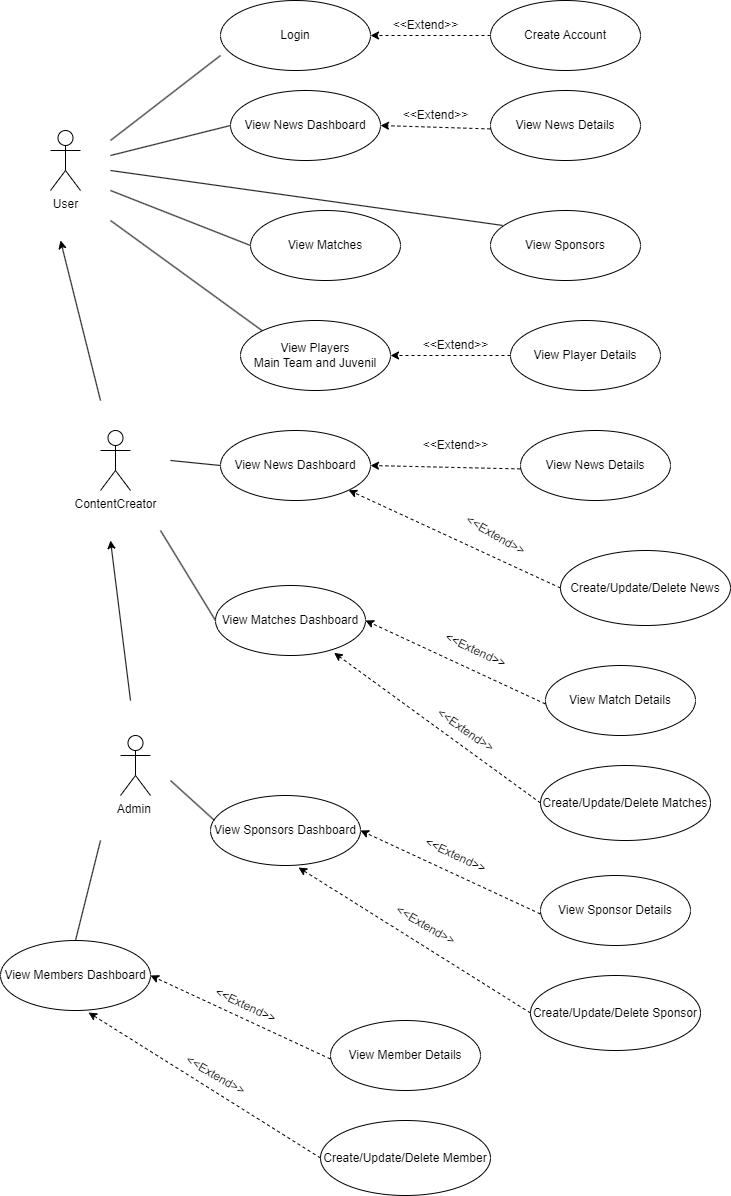 <<Extend>>
Login
Create Account
<<Extend>>
View News Dashboard
View News Details
User
View Matches
View Sponsors
<<Extend>>
View Players
Main Team and Juvenil
View Player Details
<<Extend>>
View News Dashboard
View News Details
ContentCreator
<<Extend>>
Create/Update/Delete News
View Matches Dashboard
<<Extend>>
View Match Details
<<Extend>>
Create/Update/Delete Matches
Admin
View Sponsors Dashboard
<<Extend>>
View Sponsor Details
<<Extend>>
View Members Dashboard
<<Extend>>
Create/Update/Delete Sponsor
View Member Details
<<Extend>>
Create/Update/Delete Member